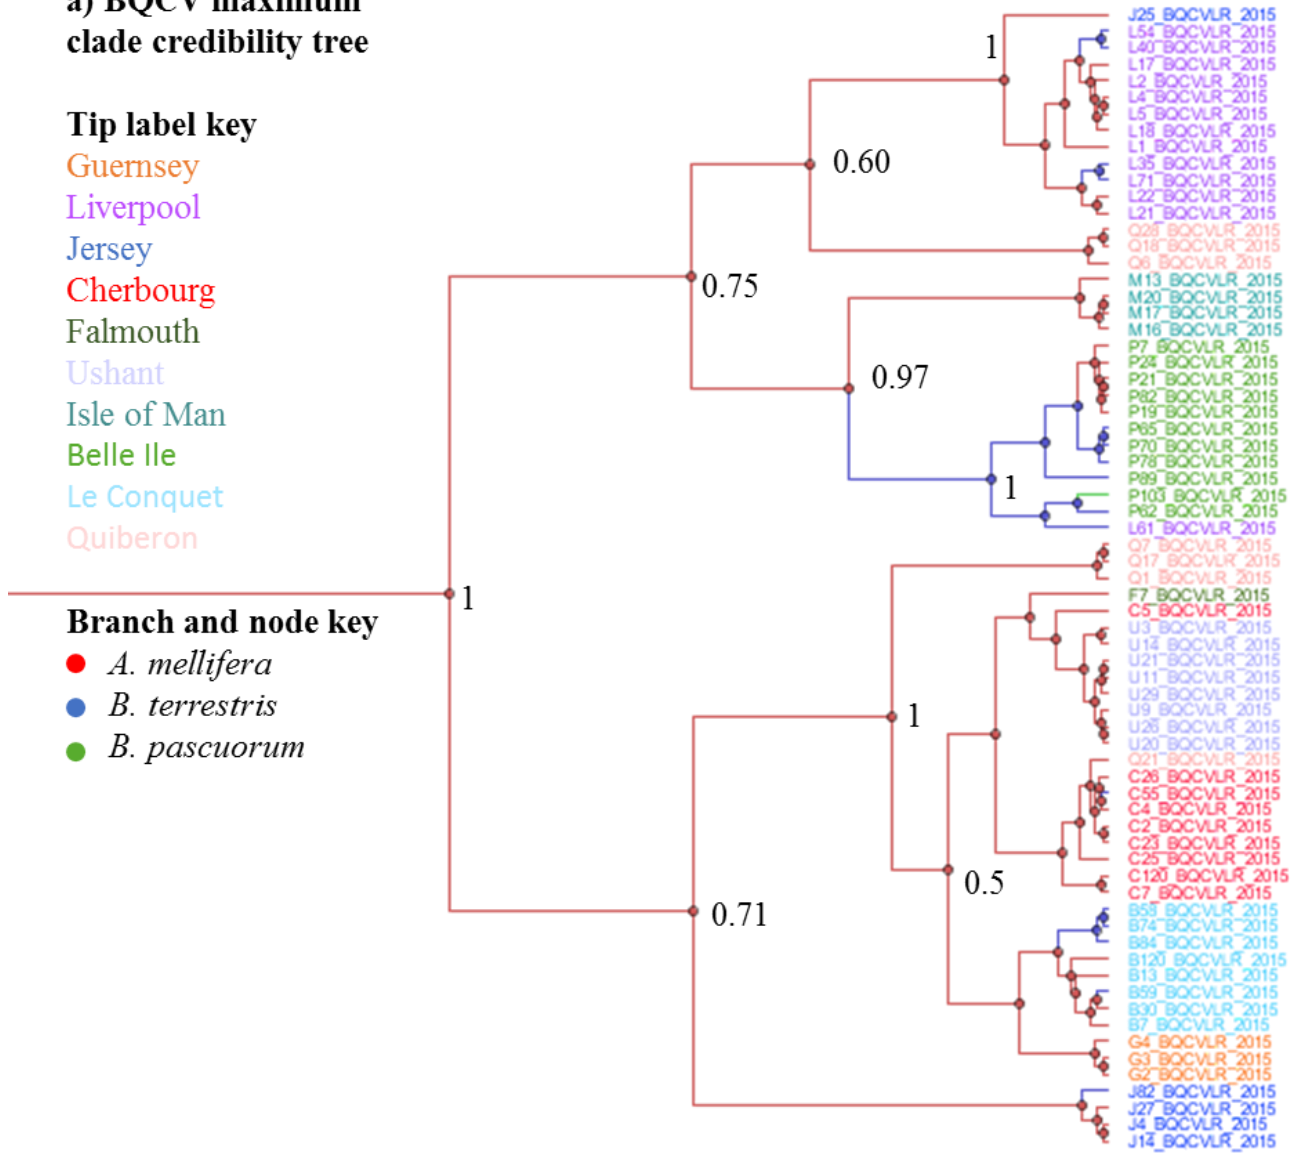 a) BQCV maximum
clade credibility tree
Tip label key
Guernsey
Liverpool
Jersey
Cherbourg
Falmouth
Ushant
Isle of Man
Belle Ile
Le Conquet
Quiberon
Branch and node key
A. mellifera
B. terrestris
B. pascuorum
1
0.60
0.75
0.97
1
1
1
0.5
0.71
J25_BQCVLR_2015
L54_BQCVLR_2015
L40_BQCVLR_2015
L17_BQCVLR_2015
L2_BQCVLR_2015
L4_BQCVLR_2015
L5_BQCVLR_2015
L18_BQCVLR_2015
L1_BQCVLR_2015
L35_BQCVLR_2015
L71_BQCVLR_2015
L22_BQCVLR_2015
L21_BQCVLR_2015
Q28_BQCVLR_2015
Q18_BQCVLR_2015
Q6_BQCVLR_2015
M13_BQCVLR_2015
M20_BQCVLR_2015
M17_BQCVLR_2015
M16_BQCVLR_2015
P7_BQCVLR_2015
P24_BQCVLR_2015
P21_BQCVLR_2015
P82_BQCVLR_2015
P19_BQCVLR_2015
P65_BQCVLR_2015
P70_BQCVLR_2015
P78_BQCVLR_2015
P89_BQCVLR_2015
P103_BQCVLR_2015
P62_BQCVLR_2015
L61_BQCVLR_2015
Q7_BQCVLR_2015
Q17_BQCVLR_2015
Q1_BQCVLR_2015
F7_BQCVLR_2015
C5_BQCVLR_2015
U3_BQCVLR_2015
U14_BQCVLR_2015
U21_BQCVLR_2015
U11_BQCVLR_2015
U29_BQCVLR_2015
U9_BQCVLR_2015
U26_BQCVLR_2015
U20_BQCVLR_2015
Q21_BQCVLR_2015
C26_BQCVLR_2015
C55_BQCVLR_2015
C4_BQCVLR_2015
C2_BQCVLR_2015
C23_BQCVLR_2015
C25_BQCVLR_2015
C120_BQCVLR_2015
C7_BQCVLR_2015
B58_BQCVLR_2015
B74_BQCVLR_2015
B84_BQCVLR_2015
B120_BQCVLR_2015
B13_BQCVLR_2015
B59_BQCVLR_2015
B30_BQCVLR_2015
B7_BQCVLR_2015
G4_BQCVLR_2015
G3_BQCVLR_2015
G2_BQCVLR_2015
J82_BQCVLR_2015
J27_BQCVLR_2015
J4_BQCVLR_2015
J14_BQCVLR_2015